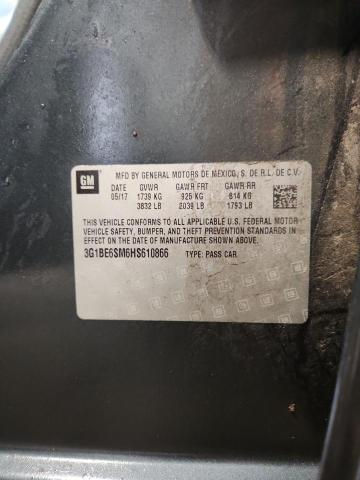 GM
MFD BY GENERAL MOTORS DE MEXICO, S. DE R.L. DE C.V.
DATE GVWR GAWR FRT GAWR RR
05/17 1739 KG 925 KG 814 KG
3832 LB 2039 LB 1793 LB
THIS VEHICLE CONFORMS TO ALL APPLICABLE U.S. FEDERAL MOTOR
VEHICLE SAFETY, BUMPER, AND THEFT PREVENTION STANDARDS IN
EFFECT ON THE DATE OF MANUFACTURE SHOWN ABOVE.
3G1BE6SM6HS610866 TYPE: PASS CAR